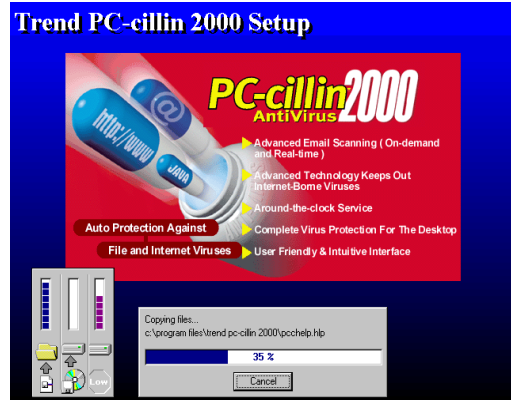 Trend PC-cillin 2000 Setup
PC-cillin 2000
AntiVirus
@
http://www
JAVA
Advanced Email Scanning ( On-demand
and Real-time )
Advanced Technology Keeps Out
Internet-Borne Viruses
Around-the-clock Service
Complete Virus Protection For The Desktop
User Friendly & Intuitive Interface
Auto Protection Against
File and Internet Viruses
Copying files...
c:\program files\trend pc-cillin 2000\pcchelp.hlp
35 %
Cancel
Low